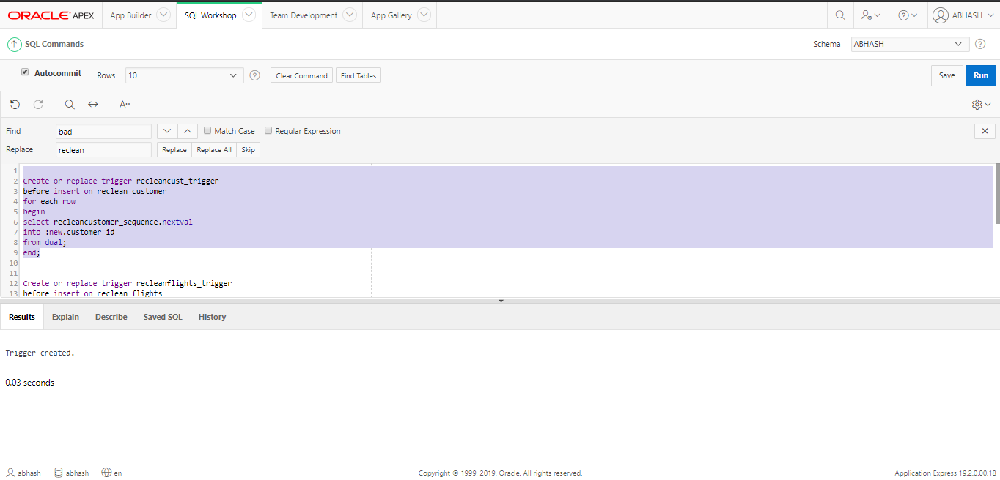 ORACLE APEX App Builder SQL Workshop Team Development App Gallery ABHASH
SQL Commands Schema ABHASH
Autocommit Rows 10 Clear Command Find Tables Save Run
Find bad Match Case Regular Expression
Replace reclean Replace Replace All Skip
1
2 Create or replace trigger recleancust_trigger
3 before insert on reclean_customer
4 for each row
5 begin
6 select recleancustomer_sequence.nextval
7 into :new.customer_id
8 from dual;
9 end;
10
11
12 Create or replace trigger recleanflights_trigger
13 before insert on reclean_flights
Results Explain Describe Saved SQL History
Trigger created.
0.03 seconds
abhash abhash en Copyright © 1999, 2019, Oracle. All rights reserved. Application Express 19.2.0.00.18